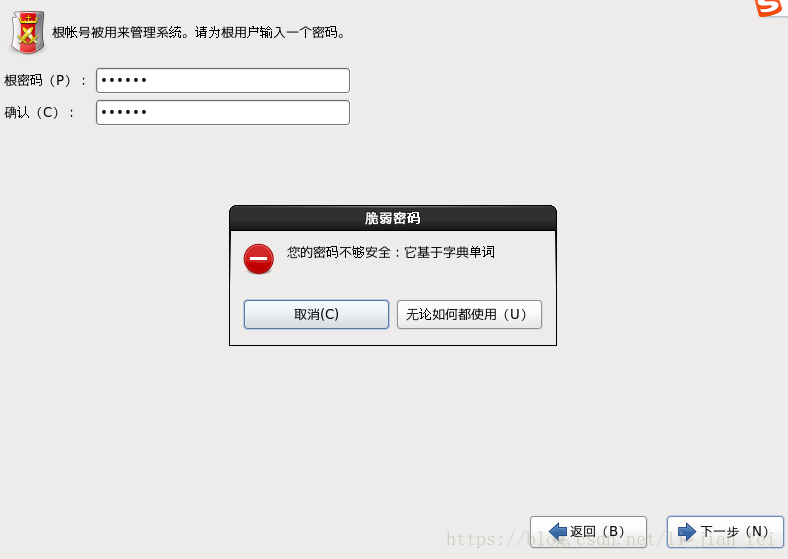 根帐号被用来管理系统。请为根用户输入一个密码。
根密码（P）：
••••••
确认（C）：
••••••
脆弱密码
您的密码不够安全：它基于字典单词
取消(C)
无论如何都使用（U）
返回（B）
下一步（N）
https://blog.csdn.net/li-jian_fei